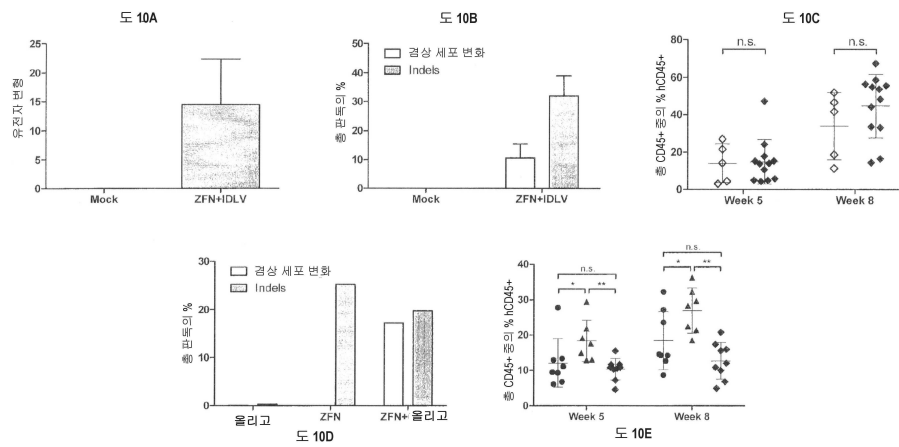 도 10A
유전자 변형
25
20
15
10
5
0
Mock
ZFN+IDLV
도 10B
총 판독의 %
50
40
30
20
10
0
겸상 세포 변화
Indels
Mock
ZFN+IDLV
도 10C
총 CD45+ 중의 % hCD45+
80
60
40
20
0
n.s.
n.s.
Week 5
Week 8
총 판독의 %
30
20
10
0
겸상 세포 변화
Indels
올리고
ZFN
ZFN+ 올리고
도 10D
총 CD45+ 중의 % hCD45+
40
30
20
10
0
n.s.
* **
n.s.
* **
Week 5
Week 8
도 10E